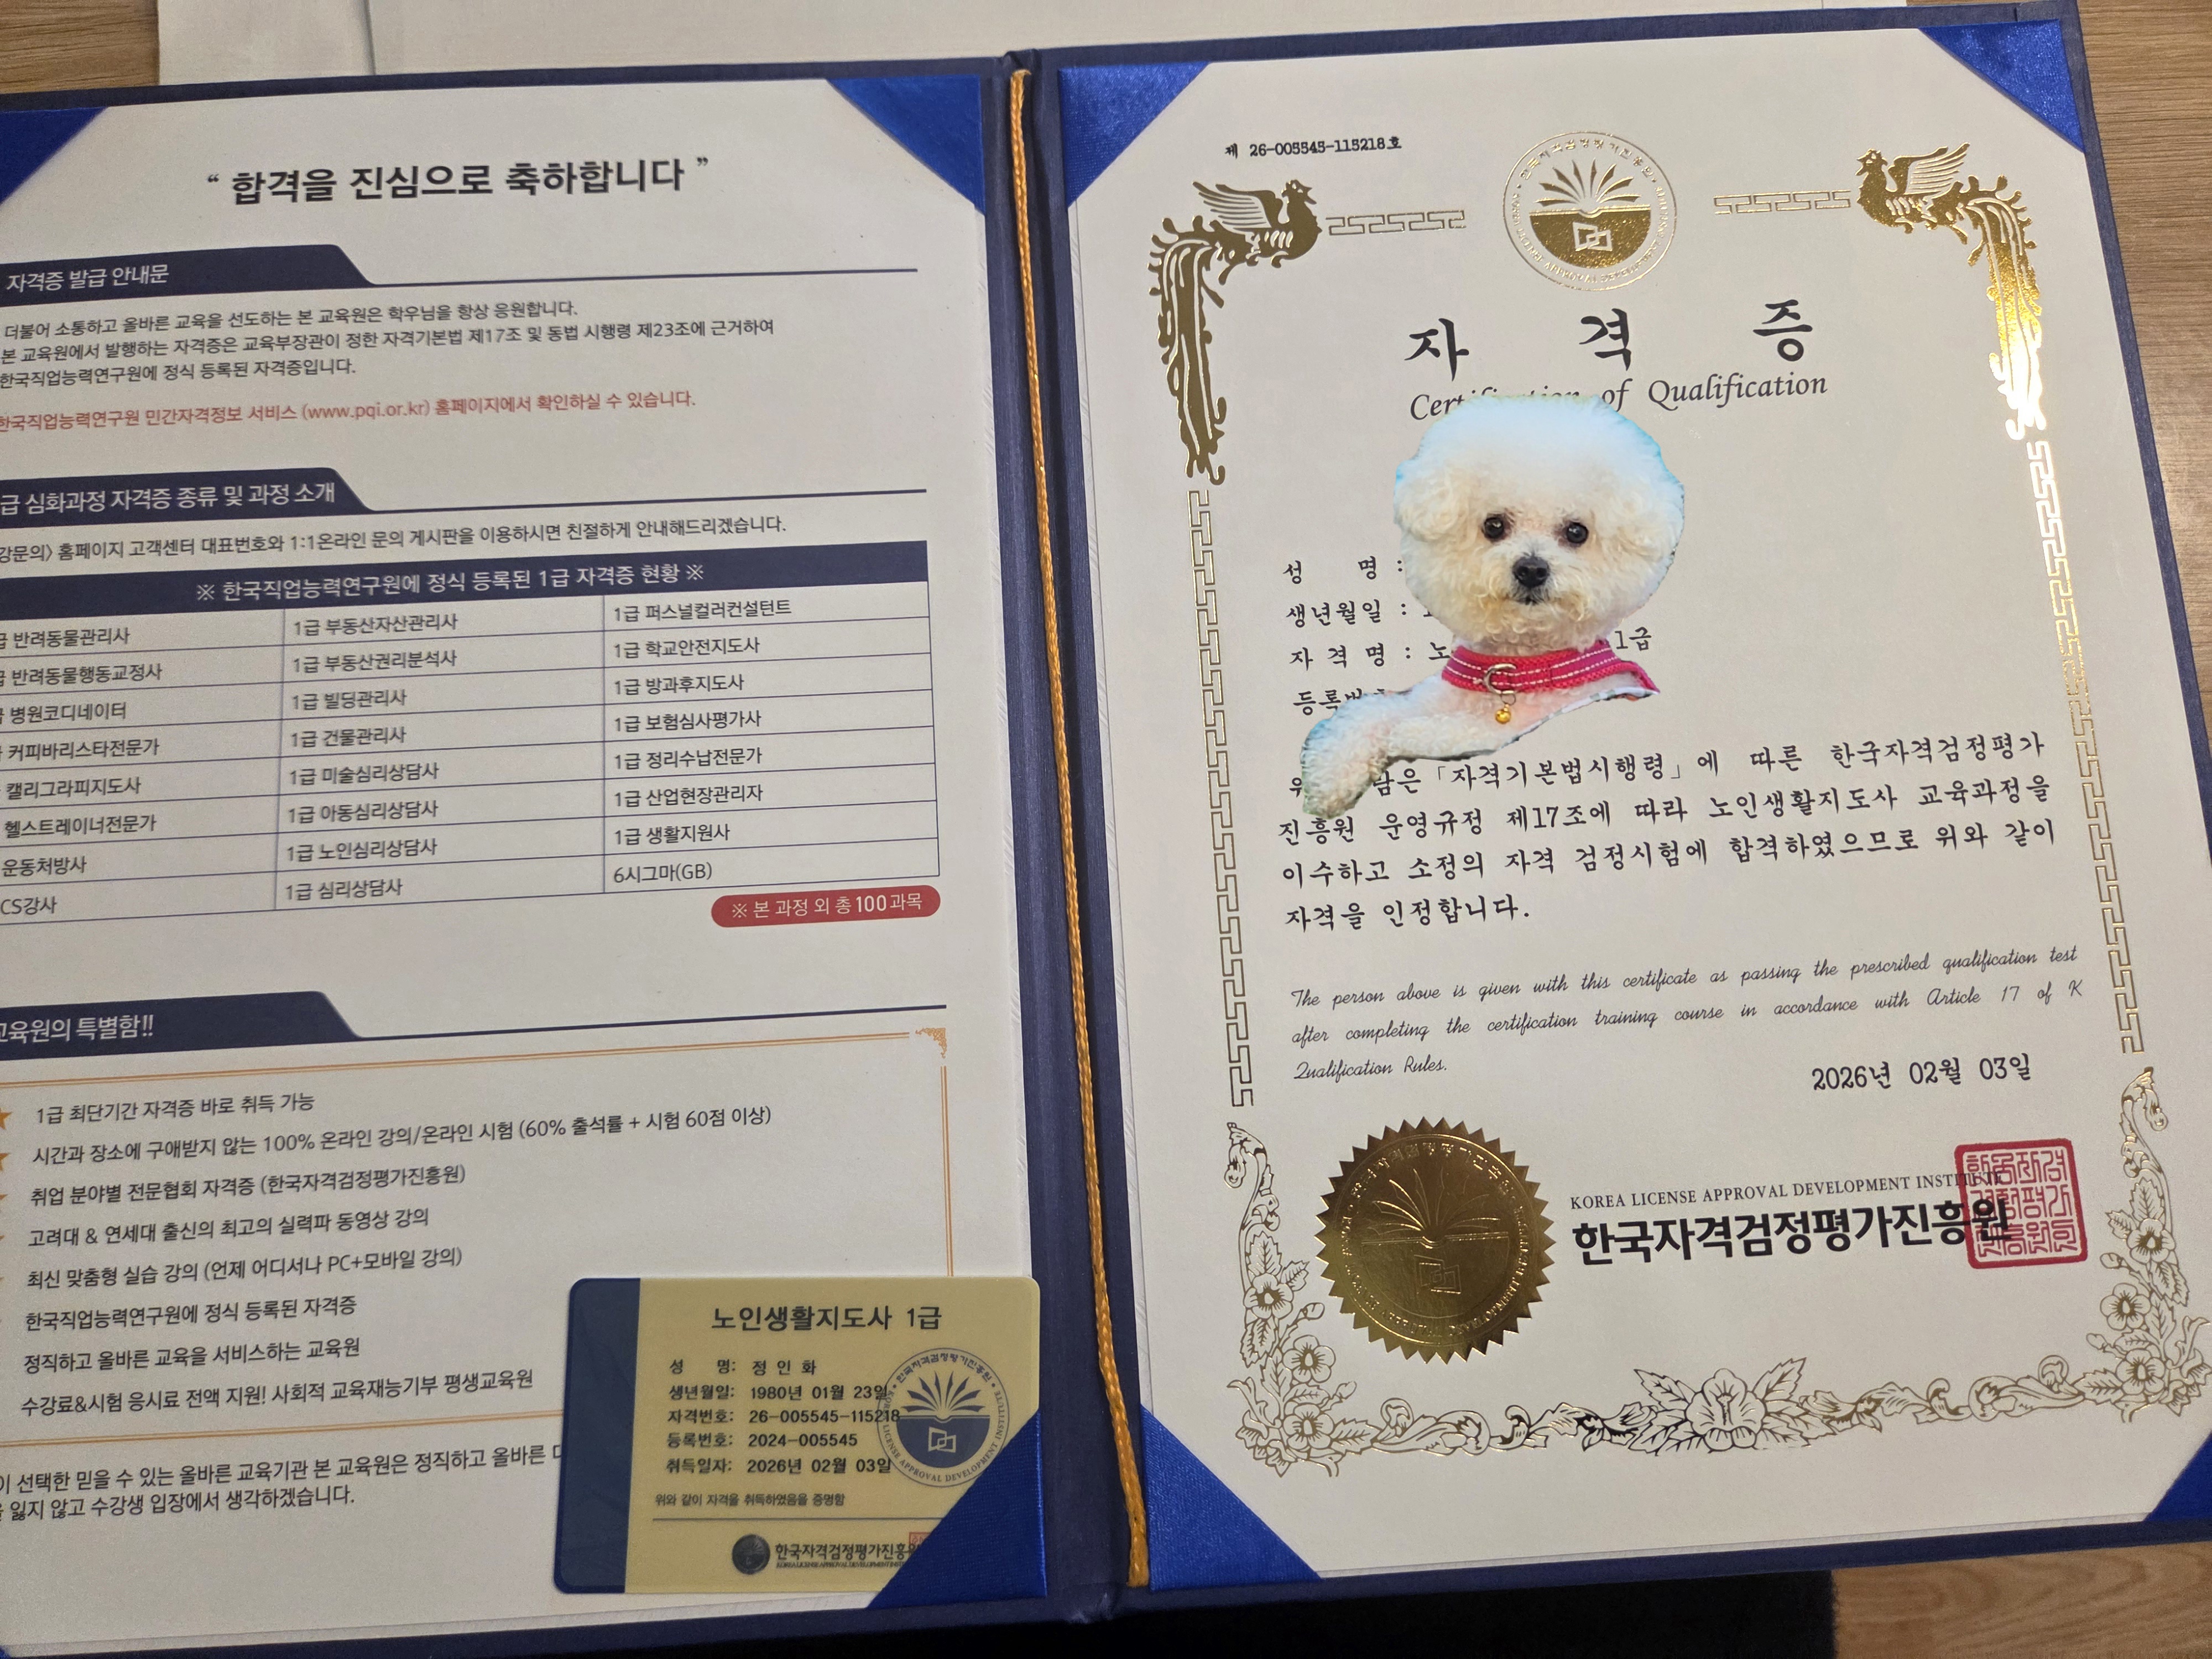 “ 합격을 진심으로 축하합니다 ”
자격증 발급 안내문
더불어 소통하고 올바른 교육을 선도하는 본 교육원은 학우님을 항상 응원합니다.
본 교육원에서 발행하는 자격증은 교육부장관이 정한 자격기본법 제17조 및 동법 시행령 제23조에 근거하여
한국직업능력연구원에 정식 등록된 자격증입니다.
한국직업능력연구원 민간자격정보 서비스 (www.pqi.or.kr) 홈페이지에서 확인하실 수 있습니다.
급 심화과정 자격증 종류 및 과정 소개
강문의> 홈페이지 고객센터 대표번호와 1:1온라인 문의 게시판을 이용하시면 친절하게 안내해드리겠습니다.
※ 한국직업능력연구원에 정식 등록된 1급 자격증 현황 ※
급 반려동물관리사 1급 부동산자산관리사 1급 퍼스널컬러컨설턴트
급 반려동물행동교정사 1급 부동산권리분석사 1급 학교안전지도사
병원코디네이터 1급 빌딩관리사 1급 방과후지도사
커피바리스타전문가 1급 건물관리사 1급 보험심사평가사
캘리그라피지도사 1급 미술심리상담사 1급 정리수납전문가
헬스트레이너전문가 1급 아동심리상담사 1급 산업현장관리자
운동처방사 1급 노인심리상담사 1급 생활지원사
CS강사 1급 심리상담사 6시그마(GB)
※ 본 과정 외 총 100과목
교육원의 특별함!!
1급 최단기간 자격증 바로 취득 가능
시간과 장소에 구애받지 않는 100% 온라인 강의/온라인 시험 (60% 출석률 + 시험 60점 이상)
취업 분야별 전문협회 자격증 (한국자격검정평가진흥원)
고려대 & 연세대 출신의 최고의 실력파 동영상 강의
최신 맞춤형 실습 강의 (언제 어디서나 PC+모바일 강의)
한국직업능력연구원에 정식 등록된 자격증
정직하고 올바른 교육을 서비스하는 교육원
수강료&시험 응시료 전액 지원! 사회적 교육재능기부 평생교육원
이 선택한 믿을 수 있는 올바른 교육기관 본 교육원은 정직하고 올바른
잃지 않고 수강생 입장에서 생각하겠습니다.
노인생활지도사 1급
성 명: 정 인 화
생년월일: 1980년 01월 23일
자격번호: 26-005545-115218
등록번호: 2024-005545
취득일자: 2026년 02월 03일
위와 같이 자격을 취득하였음을 증명함
한국자격검정평가진흥원
제 26-005545-115218호
자 격 증
Certification of Qualification
성 명 :
생년월일 :
자 격 명 : 노 1급
등록번
위 람은 「자격기본법시행령」에 따른 한국자격검정평가
진흥원 운영규정 제17조에 따라 노인생활지도사 교육과정을
이수하고 소정의 자격 검정시험에 합격하였으므로 위와 같이
자격을 인정합니다.
The person above is given with this certificate as passing the prescribed qualification test
after completing the certification training course in accordance with Article 17 of K
Qualification Rules.
2026년 02월 03일
KOREA LICENSE APPROVAL DEVELOPMENT INSTITUTE
한국자격검정평가진흥원